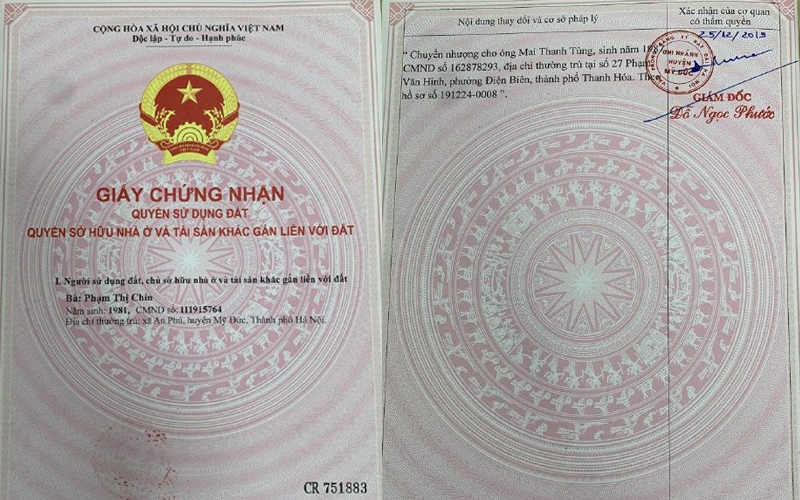 CỘNG HÒA XÃ HỘI CHỦ NGHĨA VIỆT NAM
Độc lập - Tự do - Hạnh phúc
GIẤY CHỨNG NHẬN
QUYỀN SỬ DỤNG ĐẤT
QUYỀN SỞ HỮU NHÀ Ở VÀ TÀI SẢN KHÁC GẮN LIỀN VỚI ĐẤT
I. Người sử dụng đất, chủ sở hữu nhà ở và tài sản khác gắn liền với đất
Bà: Phạm Thị Chín
Năm sinh: 1981, CMND số: 111915764
Địa chỉ thường trú: xã An Phú, huyện Mỹ Đức, Thành phố Hà Nội.
CR 751883
Nội dung thay đổi và cơ sở pháp lý
Xác nhận của cơ quan
có thẩm quyền
25/12/2019
" Chuyển nhượng cho ông Mai Thanh Tùng, sinh năm
CMND số 162878293, địa chỉ thường trú tại số 27 Phạm
Văn Hinh, phường Điện Biên, thành phố Thanh Hóa. Theo
hồ sơ số 191224-0008 ".
CHI NHÁNH
HUYỆN
MỸ ĐỨC
GIÁM ĐỐC
Đỗ Ngọc Phước